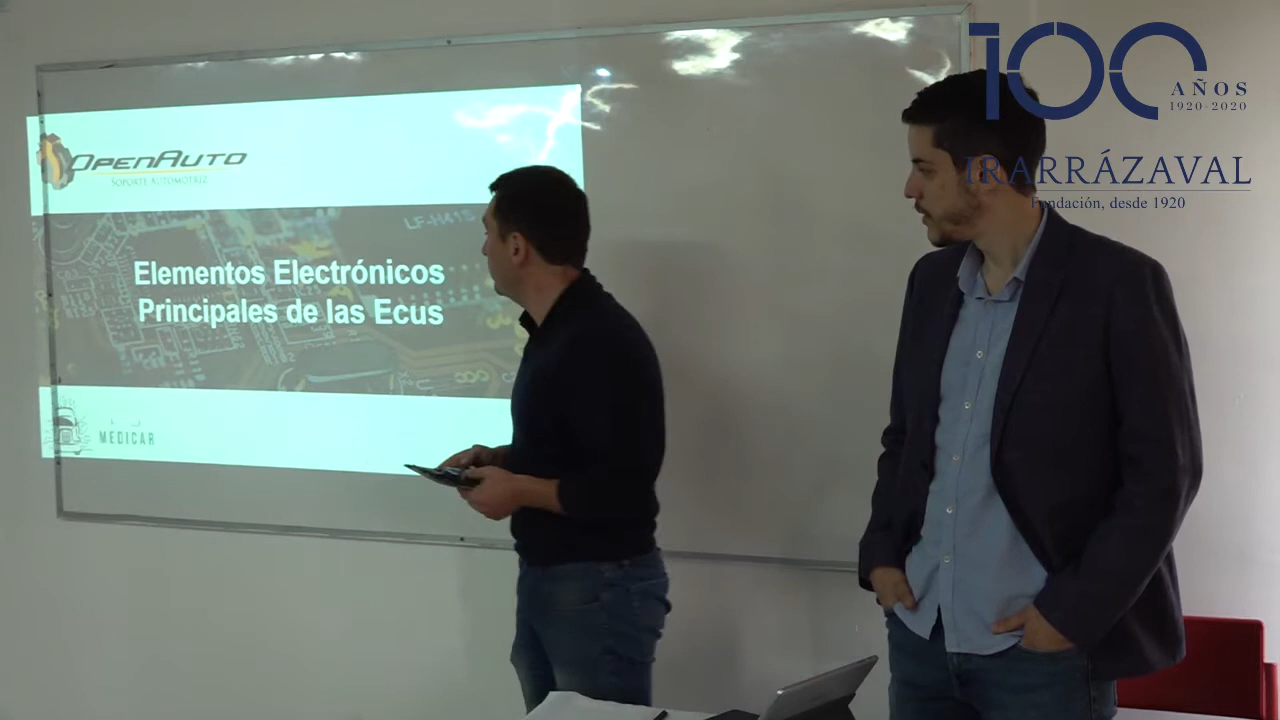 100
AÑOS
1920-2020
IRARRÁZAVAL
Fundación, desde 1920
OPENAUTO
SOPORTE AUTOMOTRIZ
Elementos Electrónicos
Principales de las Ecus
MEDICAR